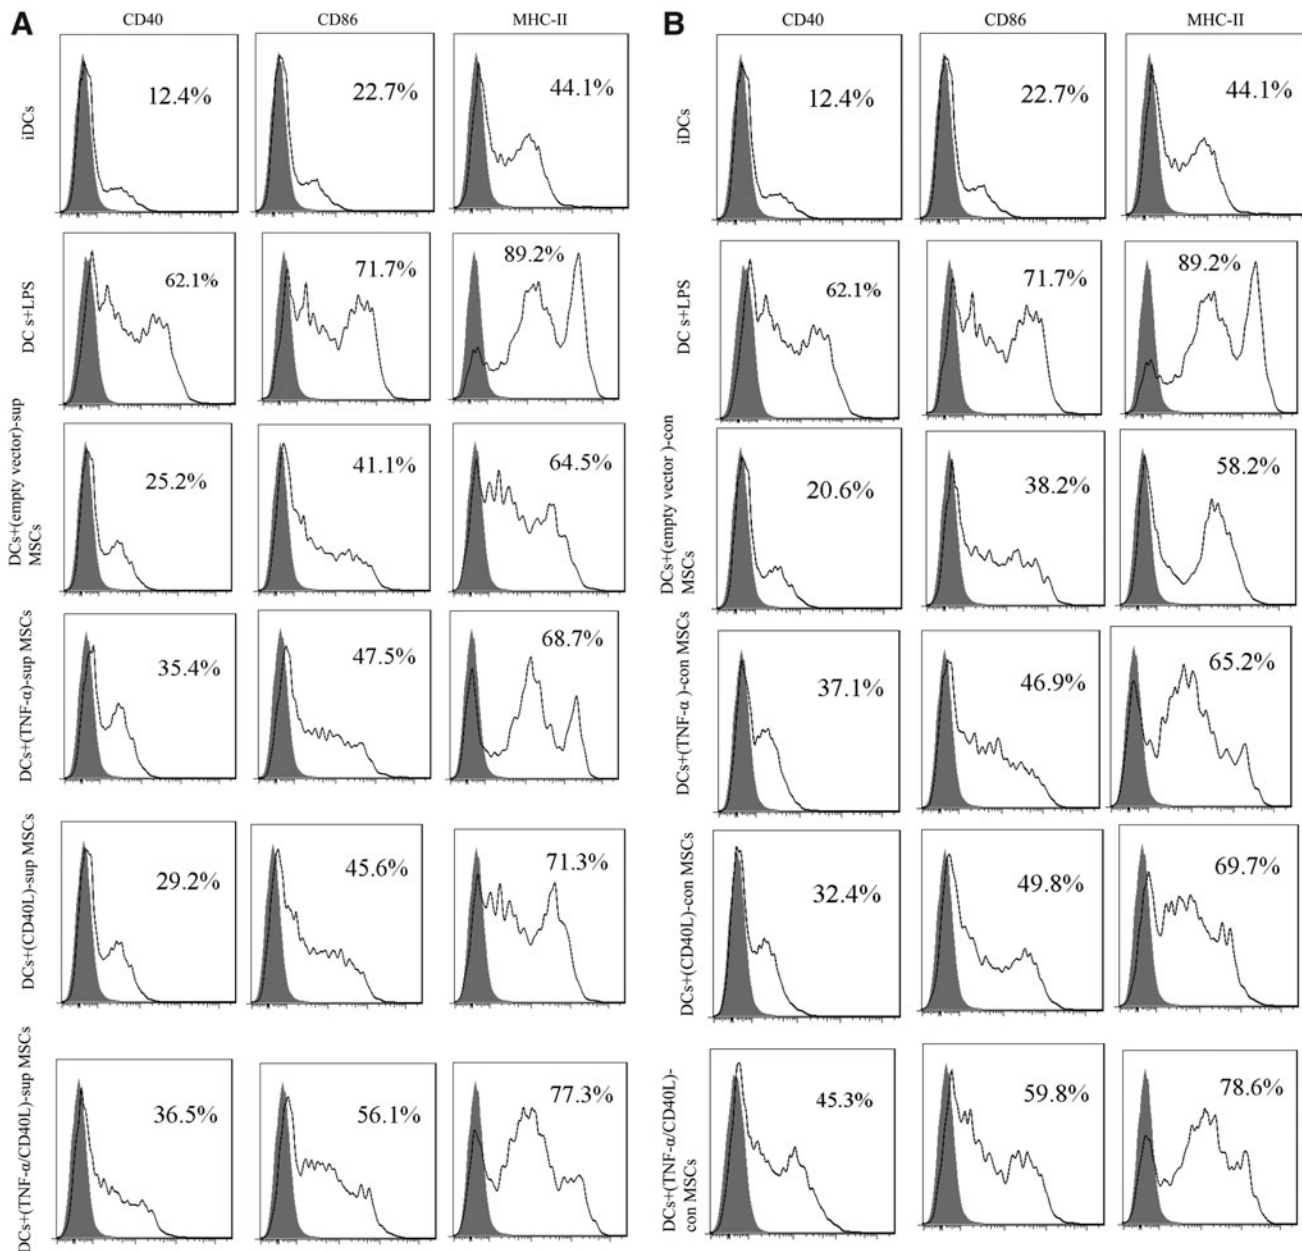 A
CD40 CD86 MHC-II
iDCs
12.4% 22.7% 44.1%
DC s+LPS
62.1% 71.7% 89.2%
DCs+(empty vector)-sup
MSCs
25.2% 41.1% 64.5%
DCs+(TNF-α)-sup MSCs
35.4% 47.5% 68.7%
DCs+(CD40L)-sup MSCs
29.2% 45.6% 71.3%
DCs+(TNF-α/CD40L)-sup MSCs
36.5% 56.1% 77.3%
B
CD40 CD86 MHC-II
iDCs
12.4% 22.7% 44.1%
DC s+LPS
62.1% 71.7% 89.2%
DCs+(empty vector )-con
MSCs
20.6% 38.2% 58.2%
DCs+(TNF-α )-con MSCs
37.1% 46.9% 65.2%
DCs+(CD40L)-con MSCs
32.4% 49.8% 69.7%
DCs+(TNF-α/CD40L)-
con MSCs
45.3% 59.8% 78.6%